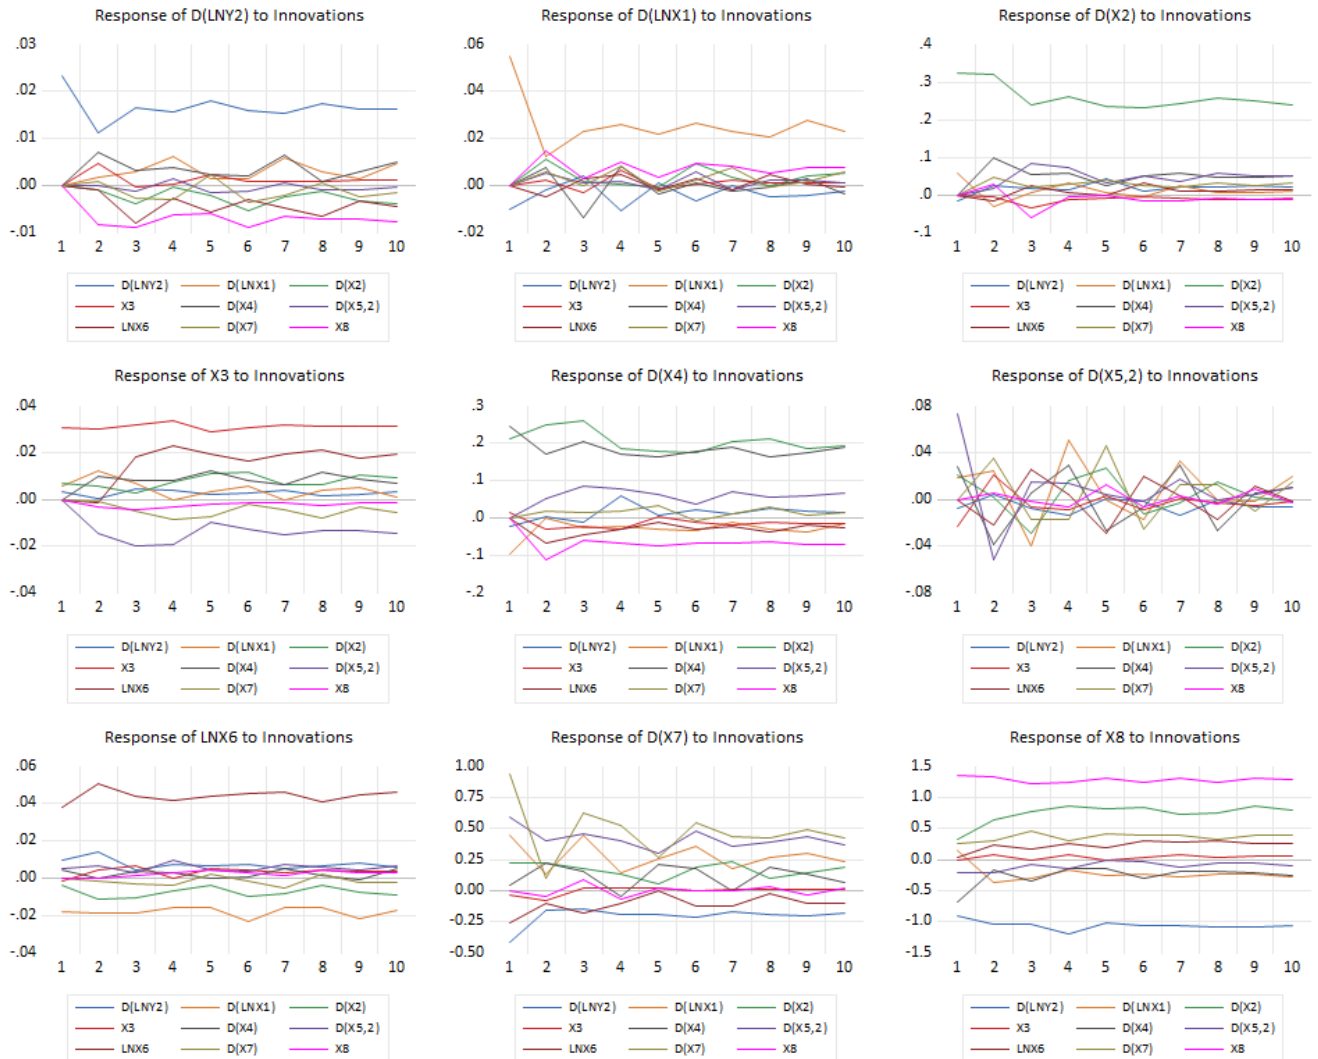 Response of D(LNY2) to Innovations
.03
.02
.01
.00
-.01
1 2 3 4 5 6 7 8 9 10
D(LNY2) D(LNX1) D(X2)
X3 D(X4) D(X5,2)
LNX6 D(X7) X8
Response of D(LNX1) to Innovations
.06
.04
.02
.00
-.02
1 2 3 4 5 6 7 8 9 10
D(LNY2) D(LNX1) D(X2)
X3 D(X4) D(X5,2)
LNX6 D(X7) X8
Response of D(X2) to Innovations
.4
.3
.2
.1
.0
-.1
1 2 3 4 5 6 7 8 9 10
D(LNY2) D(LNX1) D(X2)
X3 D(X4) D(X5,2)
LNX6 D(X7) X8
Response of X3 to Innovations
.04
.02
.00
-.02
-.04
1 2 3 4 5 6 7 8 9 10
D(LNY2) D(LNX1) D(X2)
X3 D(X4) D(X5,2)
LNX6 D(X7) X8
Response of D(X4) to Innovations
.3
.2
.1
.0
-.1
-.2
1 2 3 4 5 6 7 8 9 10
D(LNY2) D(LNX1) D(X2)
X3 D(X4) D(X5,2)
LNX6 D(X7) X8
Response of D(X5,2) to Innovations
.08
.04
.00
-.04
-.08
1 2 3 4 5 6 7 8 9 10
D(LNY2) D(LNX1) D(X2)
X3 D(X4) D(X5,2)
LNX6 D(X7) X8
Response of LNX6 to Innovations
.06
.04
.02
.00
-.02
-.04
1 2 3 4 5 6 7 8 9 10
D(LNY2) D(LNX1) D(X2)
X3 D(X4) D(X5,2)
LNX6 D(X7) X8
Response of D(X7) to Innovations
1.00
0.75
0.50
0.25
0.00
-0.25
-0.50
1 2 3 4 5 6 7 8 9 10
D(LNY2) D(LNX1) D(X2)
X3 D(X4) D(X5,2)
LNX6 D(X7) X8
Response of X8 to Innovations
1.5
1.0
0.5
0.0
-0.5
-1.0
-1.5
1 2 3 4 5 6 7 8 9 10
D(LNY2) D(LNX1) D(X2)
X3 D(X4) D(X5,2)
LNX6 D(X7) X8